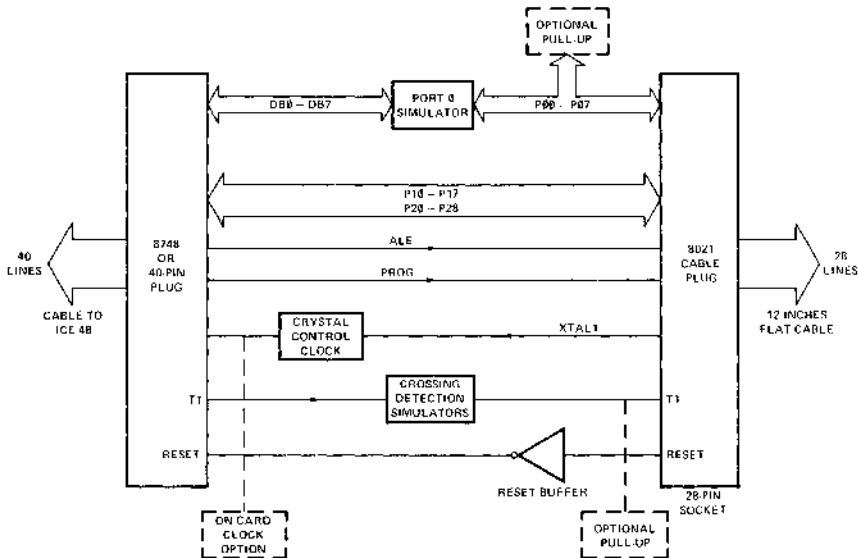 OPTIONAL
PULL-UP
DB0 – DB7
PORT 0
SIMULATOR
P00 - P07
P10 – P17
P20 – P28
40
LINES
8748
OR
40-PIN
PLUG
ALE
8021
CABLE
PLUG
28
LINES
PROG
CABLE TO
ICE 48
12 INCHES
FLAT CABLE
CRYSTAL
CONTROL
CLOCK
XTAL1
T1
CROSSING
DETECTION
SIMULATORS
T1
RESET
RESET
RESET BUFFER
28-PIN
SOCKET
ON CARD
CLOCK
OPTION
OPTIONAL
PULL-UP